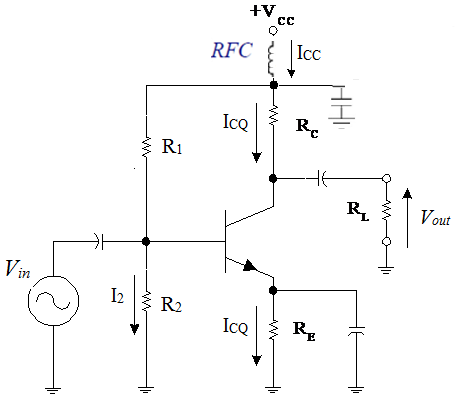 +VCC
RFC
ICC
ICQ
RC
R1
RL
Vout
Vin
I2
R2
ICQ
RE